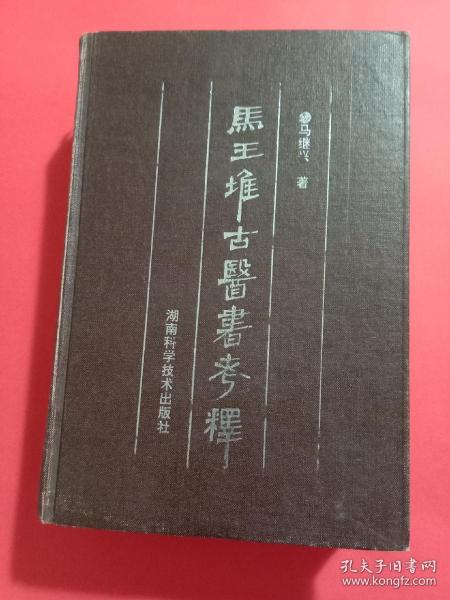 马继兴 著
馬王堆古醫書考釋
湖南科学技术出版社
孔夫子旧书网
www.kongfz.com